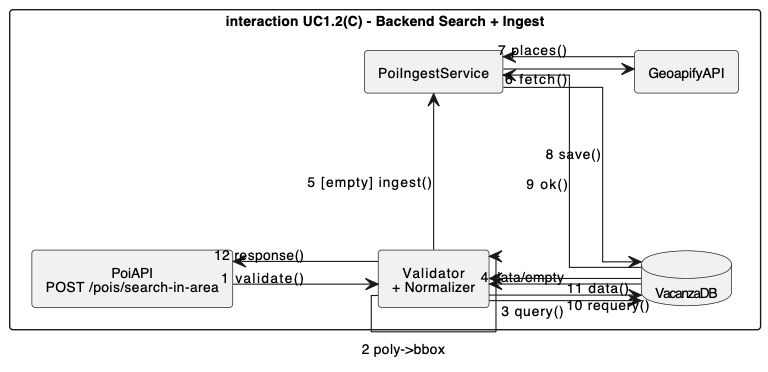 interaction UC1.2(C) - Backend Search + Ingest
7 places()
PoiIngestService
GeoapifyAPI
6 fetch()
8 save()
5 [empty] ingest()
9 ok()
12 response()
PoiAPI
POST /pois/search-in-area
1 validate()
Validator
+ Normalizer
4 data/empty
11 data()
VacanzaDB
10 requery()
3 query()
2 poly->bbox